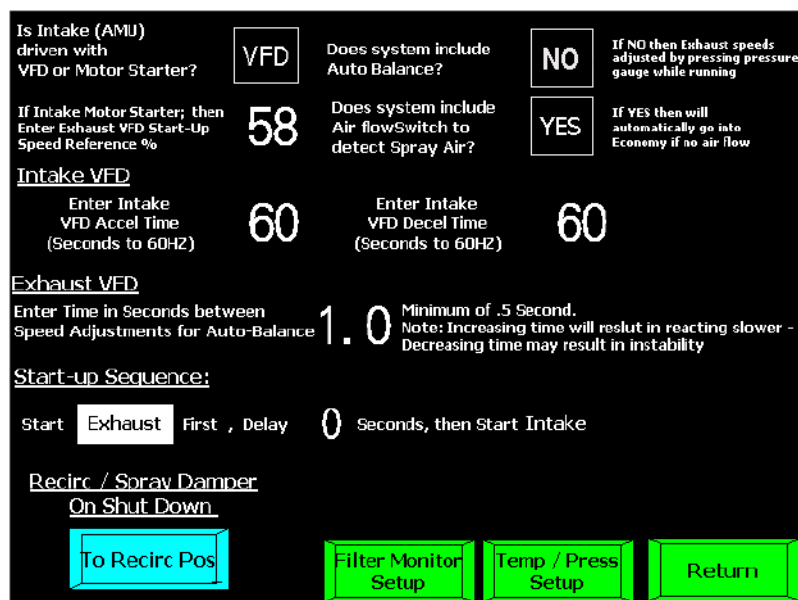 Is Intake (AMU)
driven with
VFD or Motor Starter?
VFD
Does system include
Auto Balance?
NO
If NO then Exhaust speeds
adjusted by pressing pressure
gauge while running
If Intake Motor Starter; then
Enter Exhaust VFD Start-Up
Speed Reference %
58
Does system include
Air flowSwitch to
detect Spray Air?
YES
If YES then will
automatically go into
Economy if no air flow
Intake VFD
Enter Intake
VFD Accel Time
(Seconds to 60HZ)
60
Enter Intake
VFD Decel Time
(Seconds to 60HZ)
60
Exhaust VFD
Enter Time in Seconds between
Speed Adjustments for Auto-Balance
1.0
Minimum of .5 Second.
Note: Increasing time will reslut in reacting slower -
Decreasing time may result in instability
Start-up Sequence:
Start Exhaust First , Delay 0 Seconds, then Start Intake
Recirc / Spray Damper
On Shut Down
To Recirc Pos
Filter Monitor
Setup
Temp / Press
Setup
Return